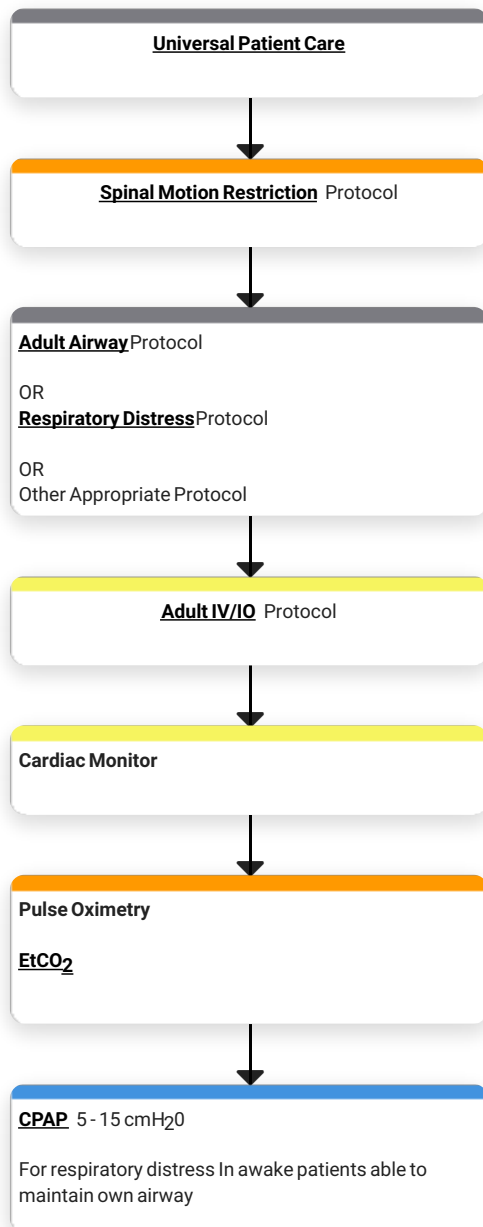 Universal Patient Care
Spinal Motion Restriction Protocol
Adult Airway Protocol
OR
Respiratory Distress Protocol
OR
Other Appropriate Protocol
Adult IV/IO Protocol
Cardiac Monitor
Pulse Oximetry
EtCO2
CPAP 5 - 15 cmH20
For respiratory distress In awake patients able to
maintain own airway